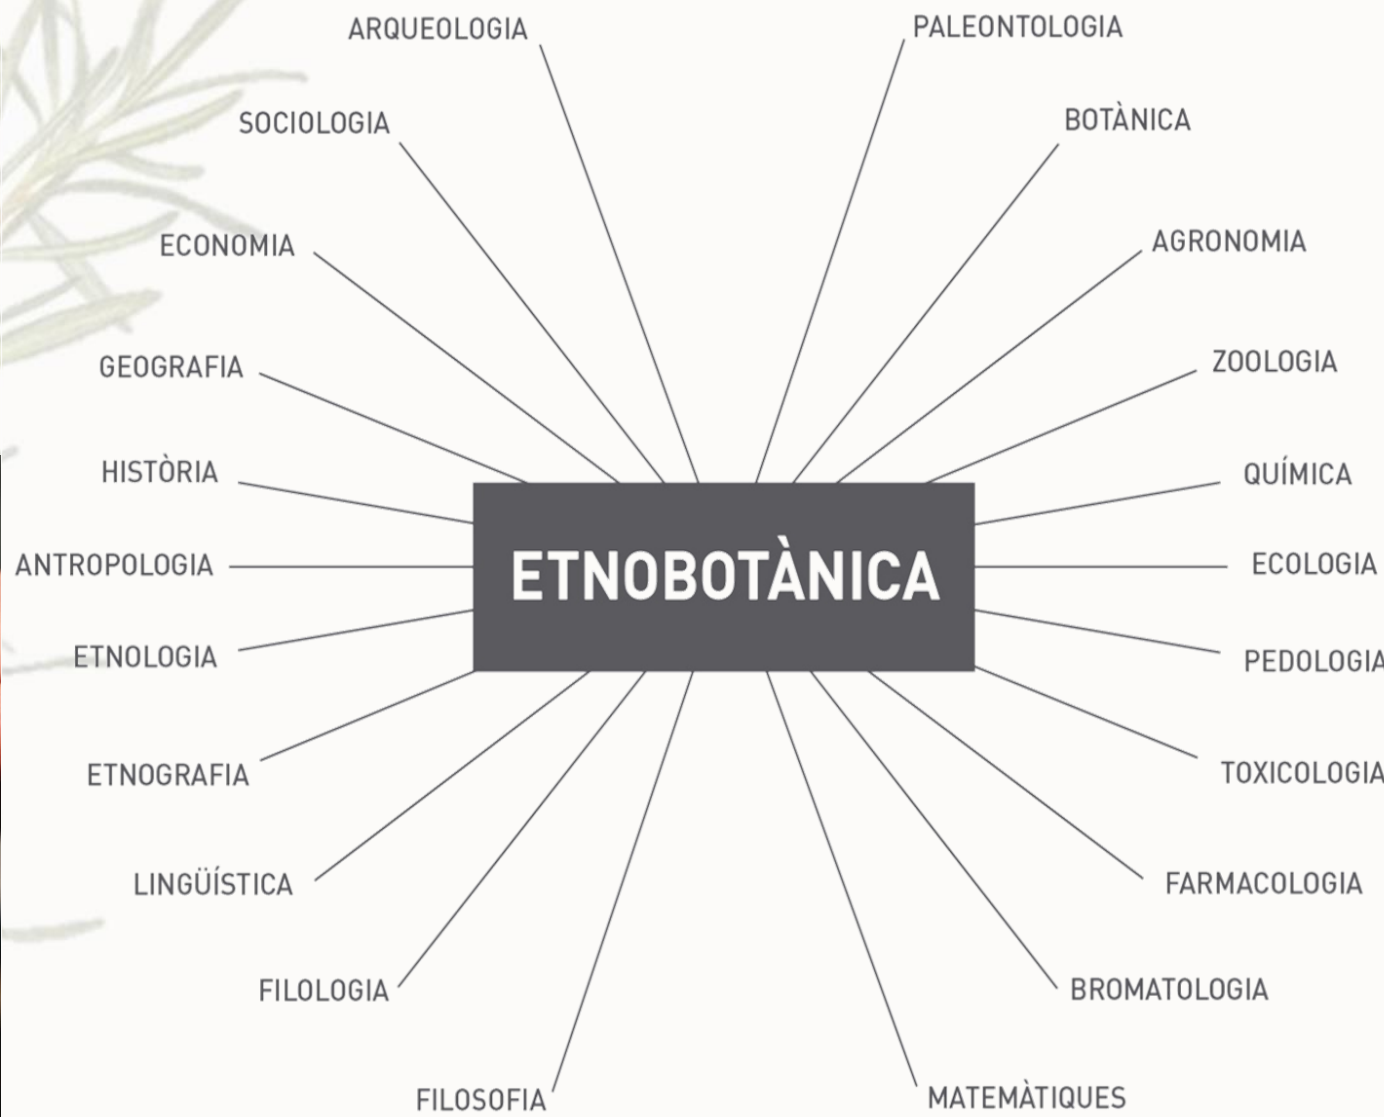 ARQUEOLOGIA
PALEONTOLOGIA
SOCIOLOGIA
BOTÀNICA
ECONOMIA
AGRONOMIA
GEOGRAFIA
ZOOLOGIA
HISTÒRIA
QUÍMICA
ANTROPOLOGIA
ETNOBOTÀNICA
ECOLOGIA
ETNOLOGIA
PEDOLOGIA
ETNOGRAFIA
TOXICOLOGIA
LINGÜÍSTICA
FARMACOLOGIA
FILOLOGIA
BROMATOLOGIA
FILOSOFIA
MATEMÀTIQUES